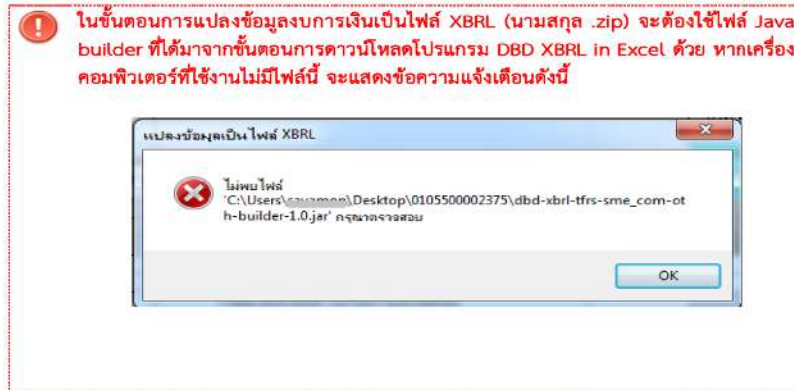 ในขั้นตอนการแปลงข้อมูลงบการเงินเป็นไฟล์ XBRL (นามสกุล .zip) จะต้องใช้ไฟล์ Java
builder ที่ได้มาจากขั้นตอนการดาวน์โหลดโปรแกรม DBD XBRL in Excel ด้วย หากเครื่อง
คอมพิวเตอร์ที่ใช้งานไม่มีไฟล์นี้ จะแสดงข้อความแจ้งเตือนดังนี้
แปลงข้อมูลเป็นไฟล์ XBRL
ไม่พบไฟล์
'C:\Users\ \Desktop\0105500002375\dbd-xbrl-tfrs-sme_com-ot
h-builder-1.0.jar' กรุณาตรวจสอบ
OK